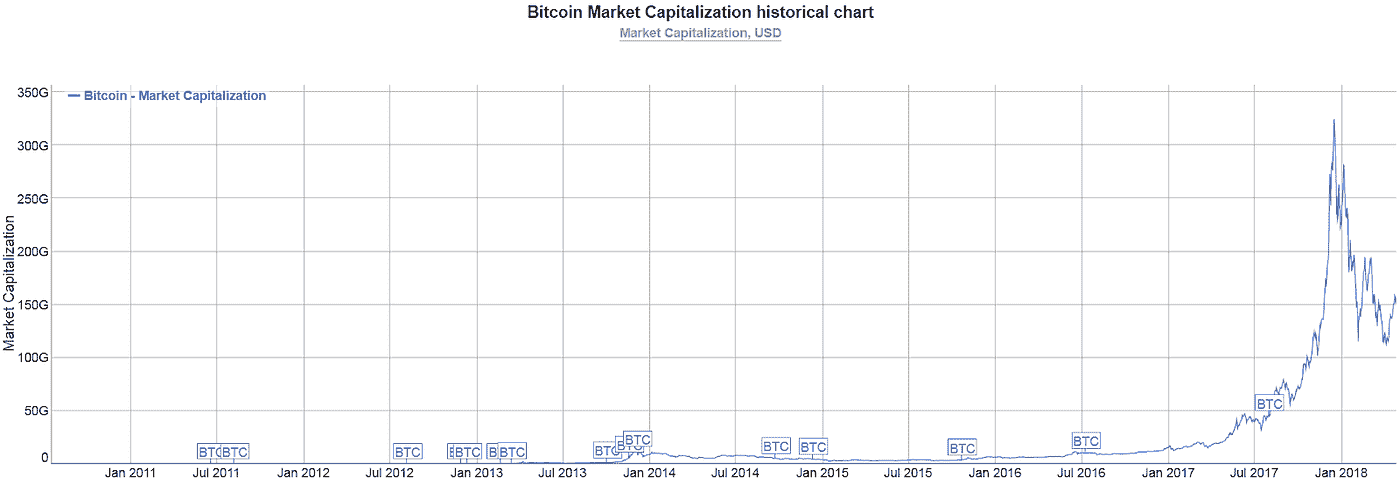 Bitcoin Market Capitalization historical chart
Market Capitalization, USD
Bitcoin - Market Capitalization
Market Capitalization
350G
300G
250G
200G
150G
100G
50G
0
BTC BTC BTC BTC BTC BTC BTC BTC BTC BTC BTC BTC BTC BTC
Jan 2011 Jul 2011 Jan 2012 Jul 2012 Jan 2013 Jul 2013 Jan 2014 Jul 2014 Jan 2015 Jul 2015 Jan 2016 Jul 2016 Jan 2017 Jul 2017 Jan 2018